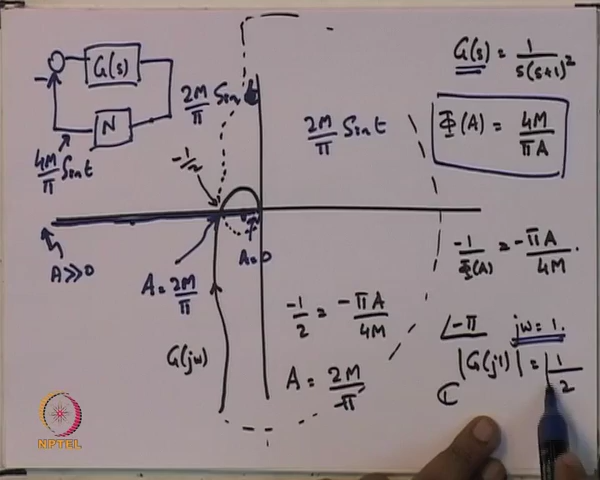 G(s)
N
4M/π Sin t
2M/π Sin t
-1/2
A≫0
A=0
A = 2M/π
G(jω)
2M/π Sin t
G(s) = 1/s(s+1)²
Φ(A) = 4M/πA
-1/Φ(A) = -πA/4M.
-1/2 = -πA/4M
A = 2M/π
∠-π jω=1.
|G(j1)| = |1/2
NPTEL